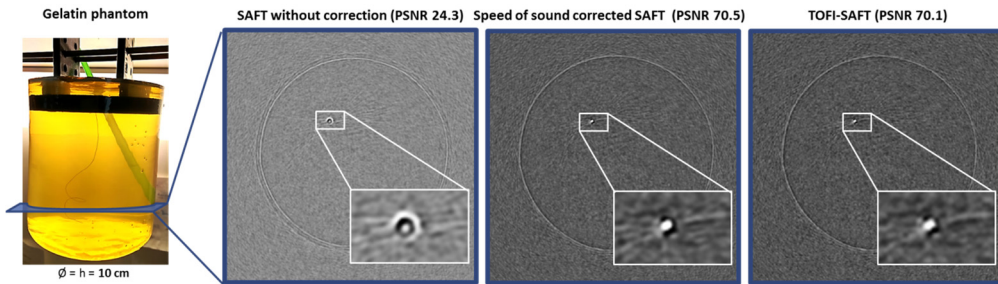 Gelatin phantom
SAFT without correction (PSNR 24.3)
Speed of sound corrected SAFT (PSNR 70.5)
TOFI-SAFT (PSNR 70.1)
Ø = h = 10 cm